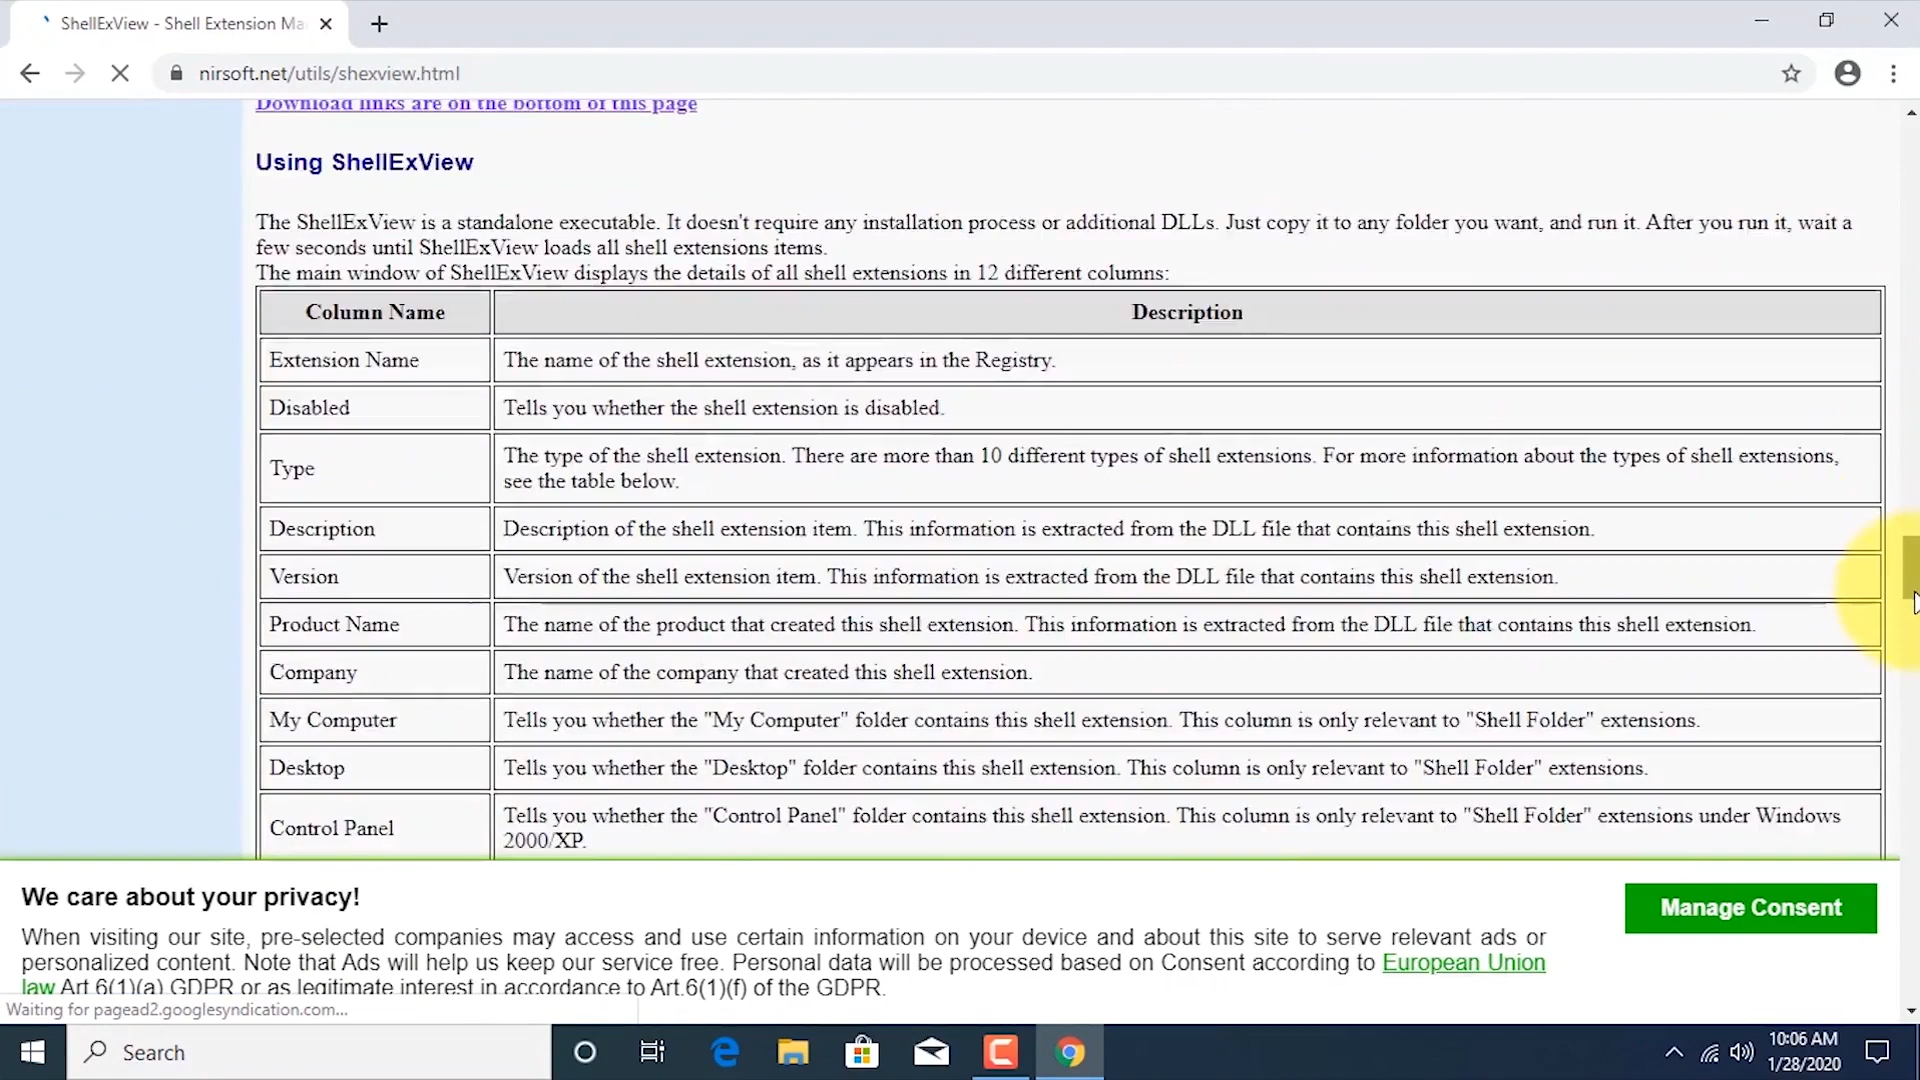 ShellExView - Shell Extension Ma
nirsoft.net/utils/shexview.html
Download links are on the bottom of this page
Using ShellExView
The ShellExView is a standalone executable. It doesn't require any installation process or additional DLLs. Just copy it to any folder you want, and run it. After you run it, wait a
few seconds until ShellExView loads all shell extensions items.
The main window of ShellExView displays the details of all shell extensions in 12 different columns:
Column Name Description
Extension Name The name of the shell extension, as it appears in the Registry.
Disabled Tells you whether the shell extension is disabled.
Type The type of the shell extension. There are more than 10 different types of shell extensions. For more information about the types of shell extensions,
see the table below.
Description Description of the shell extension item. This information is extracted from the DLL file that contains this shell extension.
Version Version of the shell extension item. This information is extracted from the DLL file that contains this shell extension.
Product Name The name of the product that created this shell extension. This information is extracted from the DLL file that contains this shell extension.
Company The name of the company that created this shell extension.
My Computer Tells you whether the "My Computer" folder contains this shell extension. This column is only relevant to "Shell Folder" extensions.
Desktop Tells you whether the "Desktop" folder contains this shell extension. This column is only relevant to "Shell Folder" extensions.
Control Panel Tells you whether the "Control Panel" folder contains this shell extension. This column is only relevant to "Shell Folder" extensions under Windows
2000/XP.
We care about your privacy!
Manage Consent
When visiting our site, pre-selected companies may access and use certain information on your device and about this site to serve relevant ads or
personalized content. Note that Ads will help us keep our service free. Personal data will be processed based on Consent according to European Union
law Art.6(1)(a) GDPR or as legitimate interest in accordance to Art.6(1)(f) of the GDPR.
Waiting for pagead2.googlesyndication.com...
Search
10:06 AM
1/28/2020